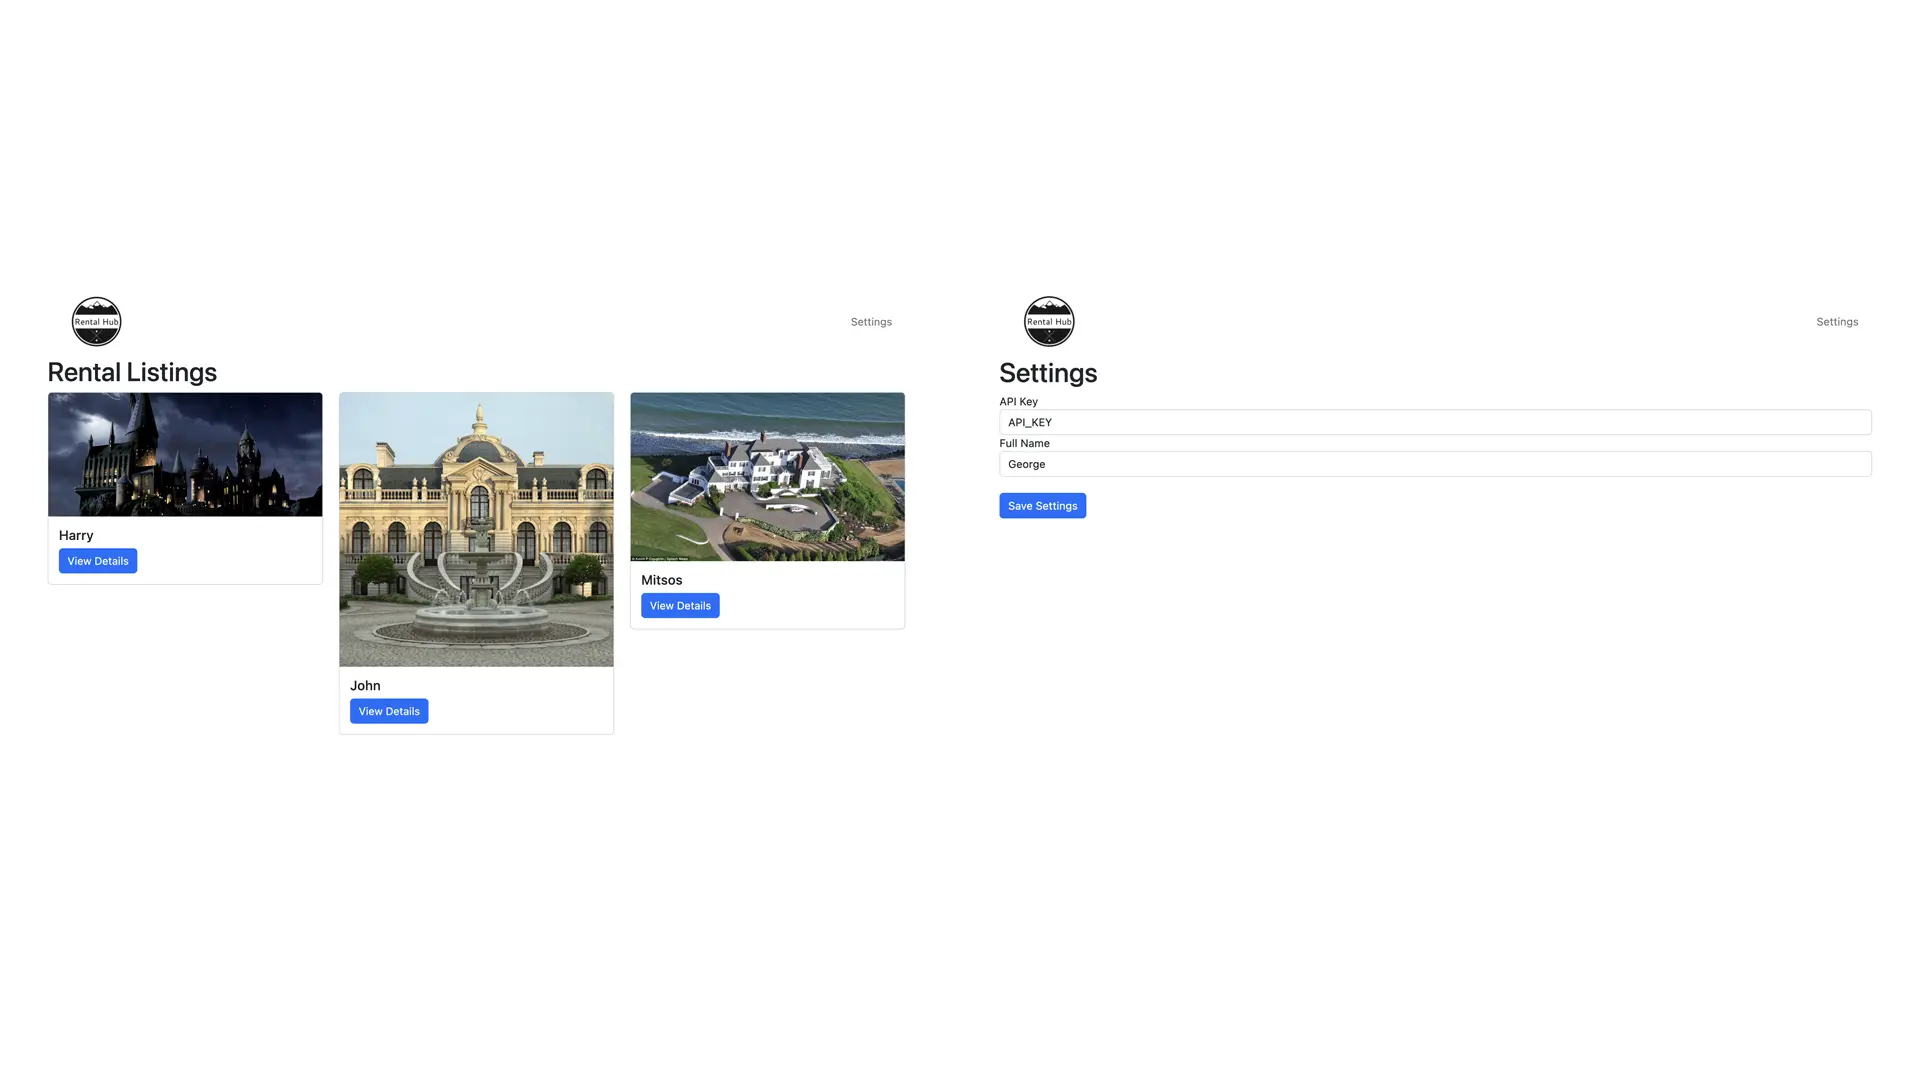 Rental Hub
Settings
Rental Listings
Harry
View Details
John
View Details
Mitsos
View Details
Rental Hub
Settings
Settings
API Key
API_KEY
Full Name
George
Save Settings